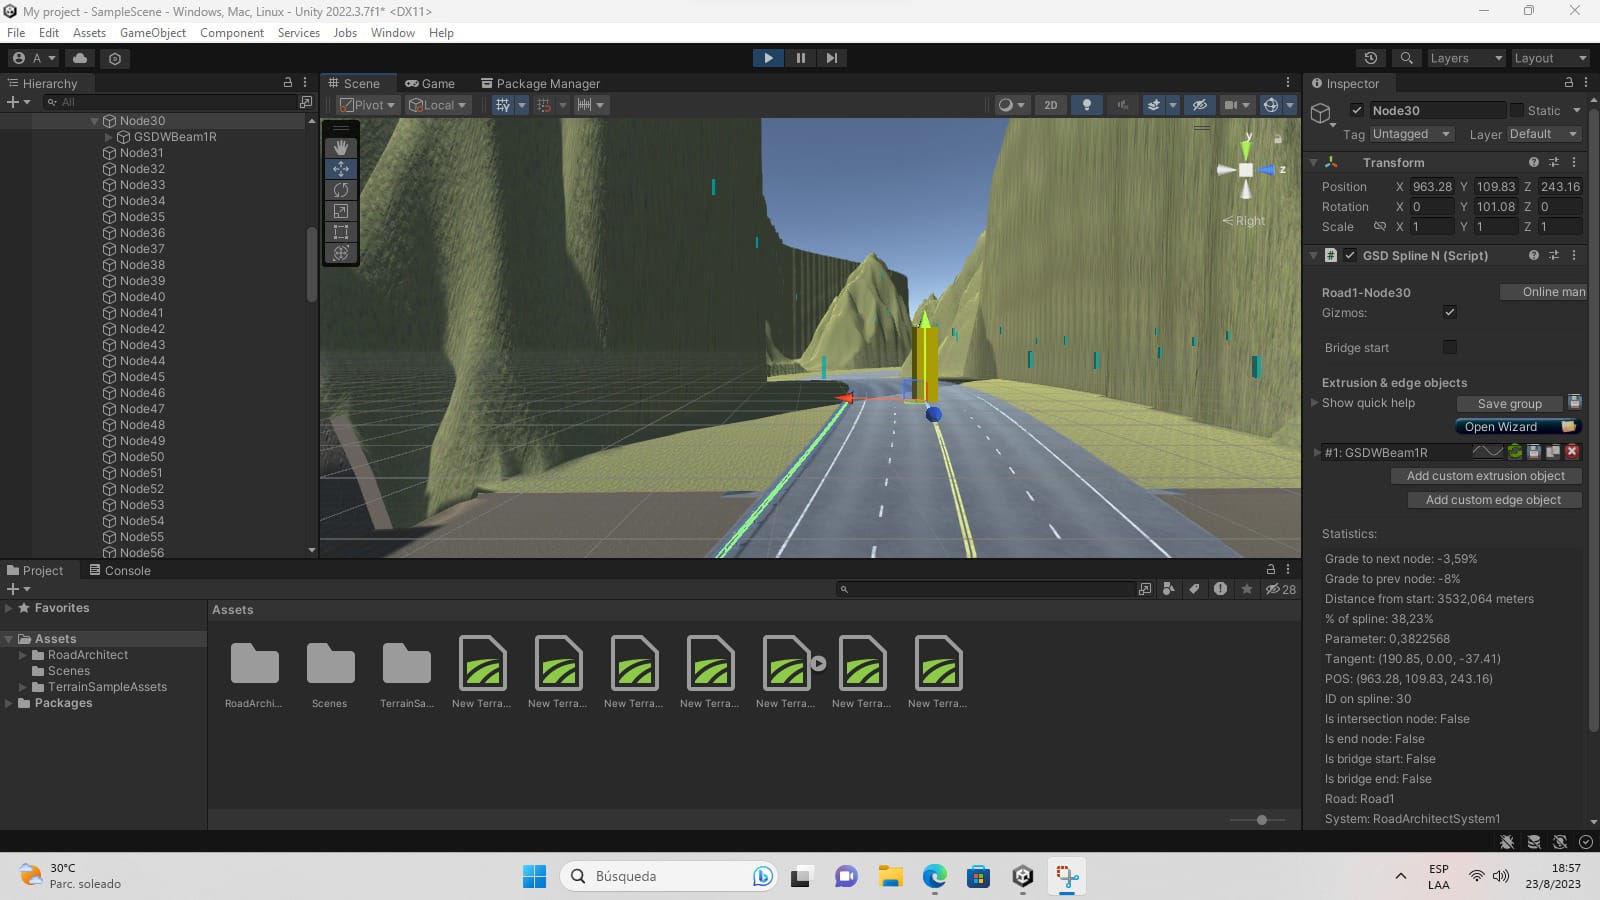 My project - SampleScene - Windows, Mac, Linux - Unity 2022.3.7f1* <DX11>
File Edit Assets GameObject Component Services Jobs Window Help
A
Layers Layout
Hierarchy
All
Node30
GSDWBeam1R
Node31
Node32
Node33
Node34
Node35
Node36
Node37
Node38
Node39
Node40
Node41
Node42
Node43
Node44
Node45
Node46
Node47
Node48
Node49
Node50
Node51
Node52
Node53
Node54
Node55
Node56
Scene Game Package Manager
Pivot Local 2D
y
z
Right
Inspector
Node30 Static
Tag Untagged Layer Default
Transform
Position X 963.28 Y 109.83 Z 243.16
Rotation X 0 Y 101.08 Z 0
Scale X 1 Y 1 Z 1
GSD Spline N (Script)
Road1-Node30 Online man
Gizmos:
Bridge start
Extrusion & edge objects
Show quick help Save group
Open Wizard
#1: GSDWBeam1R
Add custom extrusion object
Add custom edge object
Statistics:
Grade to next node: -3,59%
Grade to prev node: -8%
Distance from start: 3532,064 meters
% of spline: 38,23%
Parameter: 0,3822568
Tangent: (190.85, 0.00, -37.41)
POS: (963.28, 109.83, 243.16)
ID on spline: 30
Is intersection node: False
Is end node: False
Is bridge start: False
Is bridge end: False
Road: Road1
System: RoadArchitectSystem1
Project Console
28
Favorites
Assets
RoadArchitect
Scenes
TerrainSampleAssets
Packages
Assets
RoadArchi... Scenes TerrainSa... New Terra... New Terra... New Terra... New Terra... New Terra... New Terra... New Terra...
30°C
Parc. soleado
Búsqueda
ESP
LAA
18:57
23/8/2023